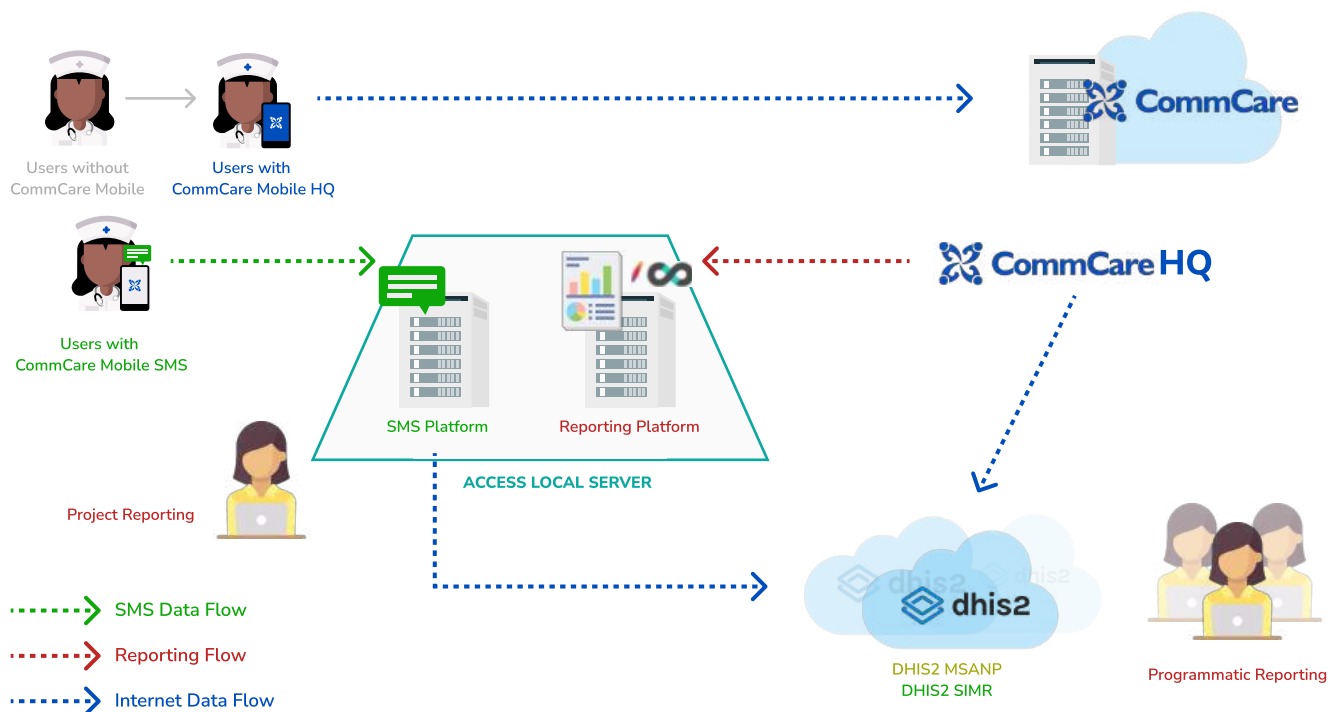 CommCare
Users without
CommCare Mobile
Users with
CommCare Mobile HQ
CommCare HQ
Users with
CommCare Mobile SMS
SMS Platform
Reporting Platform
ACCESS LOCAL SERVER
Project Reporting
dhis2
dhis2
dhis2
SMS Data Flow
Reporting Flow
Internet Data Flow
DHIS2 MSANP
DHIS2 SIMR
Programmatic Reporting